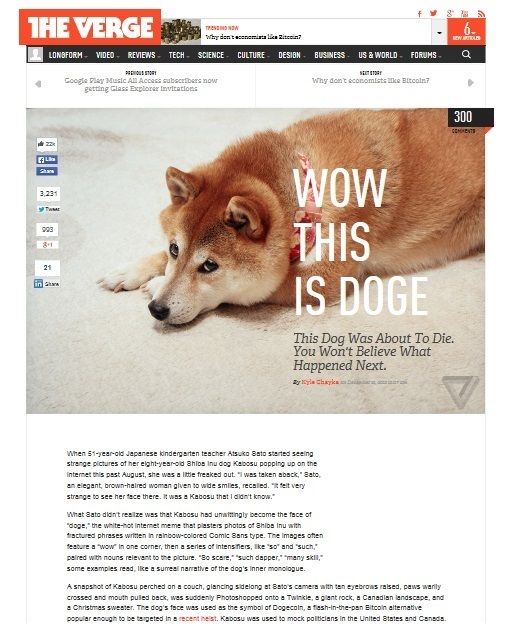 THE VERGE
TRENDING NOW
Why don't economists like Bitcoin?
6
NEW ARTICLES
LONGFORM VIDEO REVIEWS TECH SCIENCE CULTURE DESIGN BUSINESS US & WORLD FORUMS
PREVIOUS STORY
Google Play Music All Access subscribers now
getting Glass Explorer invitations
NEXT STORY
Why don't economists like Bitcoin?
300
COMMENTS
22k
Like
Share
3,231
Tweet
993
+1
21
in Share
WOW
THIS
IS DOGE
This Dog Was About To Die.
You Won't Believe What
Happened Next.
By Kyle Chayka
When 51-year-old Japanese kindergarten teacher Atsuko Sato started seeing
strange pictures of her eight-year-old Shiba Inu dog Kabosu popping up on the
internet this past August, she was a little freaked out. "I was taken aback," Sato,
an elegant, brown-haired woman given to wide smiles, recalled. "It felt very
strange to see her face there. It was a Kabosu that I didn't know."
What Sato didn't realize was that Kabosu had unwittingly become the face of
"doge," the white-hot internet meme that plasters photos of Shiba Inu with
fractured phrases written in rainbow-colored Comic Sans type. The images often
feature a "wow" in one corner, then a series of intensifiers, like "so" and "such,"
paired with nouns relevant to the picture. "So scare," "such dapper," "many skill,"
some examples read, like a surreal narrative of the dog's inner monologue.
A snapshot of Kabosu perched on a couch, glancing sidelong at Sato's camera with tan eyebrows raised, paws warily
crossed and mouth pulled back, was suddenly Photoshopped onto a Twinkie, a giant rock, a Canadian landscape, and
a Christmas sweater. The dog's face was used as the symbol of Dogecoin, a flash-in-the-pan Bitcoin alternative
popular enough to be targeted in a recent heist. Kabosu was used to mock politicians in the United States and Canada.